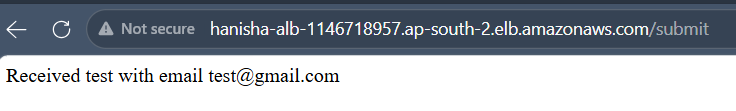 Not secure hanisha-alb-1146718957.ap-south-2.elb.amazonaws.com/submit
Received test with email test@gmail.com